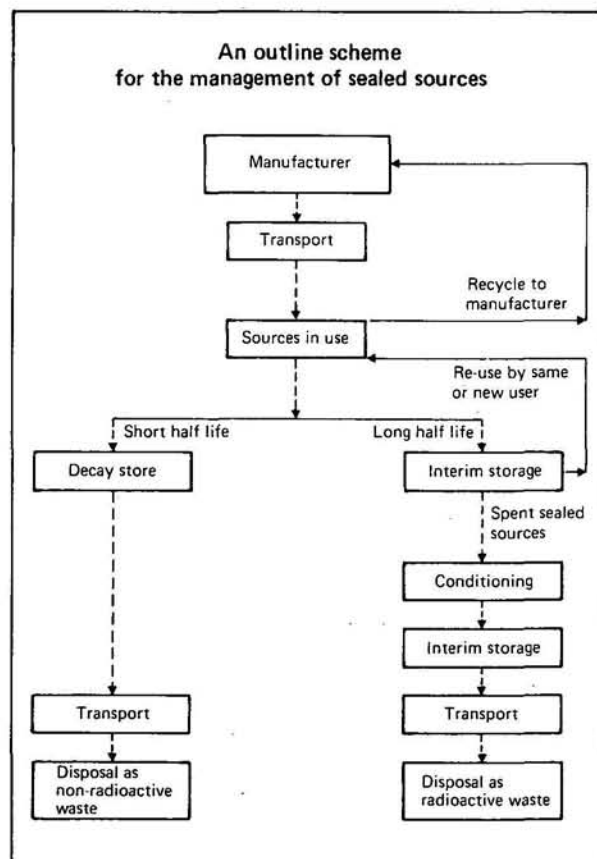 An outline scheme
for the management of sealed sources
Manufacturer
Transport
Recycle to
manufacturer
Sources in use
Re-use by same
or new user
Short half life
Long half life
Decay store
Interim storage
Spent sealed
sources
Conditioning
Interim storage
Transport
Transport
Disposal as
non-radioactive
waste
Disposal as
radioactive waste